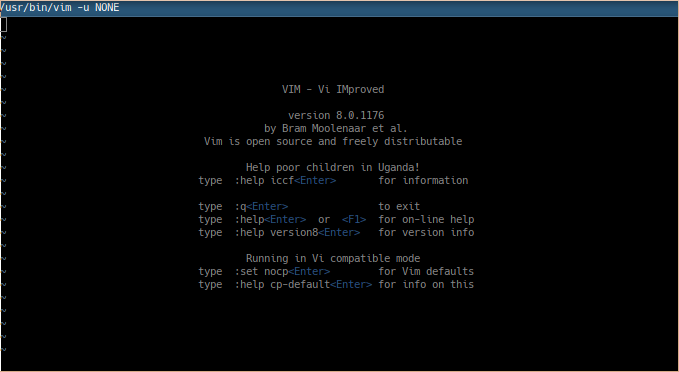 /usr/bin/vim -u NONE
~
~
~
~
~
VIM - Vi IMproved
~
~
version 8.0.1176
~
by Bram Moolenaar et al.
~
Vim is open source and freely distributable
~
~
Help poor children in Uganda!
~
type :help iccf<Enter> for information
~
~
type :q<Enter> to exit
~
type :help<Enter> or <F1> for on-line help
~
type :help version8<Enter> for version info
~
~
Running in Vi compatible mode
~
type :set nocp<Enter> for Vim defaults
~
type :help cp-default<Enter> for info on this
~
~
~
~
~